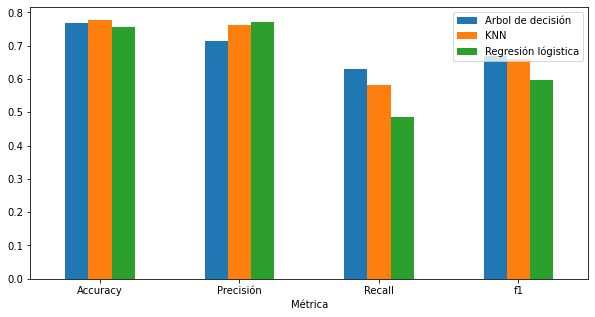 0.8
0.7
0.6
0.5
0.4
0.3
0.2
0.1
0.0
Arbol de decisión
KNN
Regresión lógistica
Accuracy
Precisión
Recall
f1
Métrica